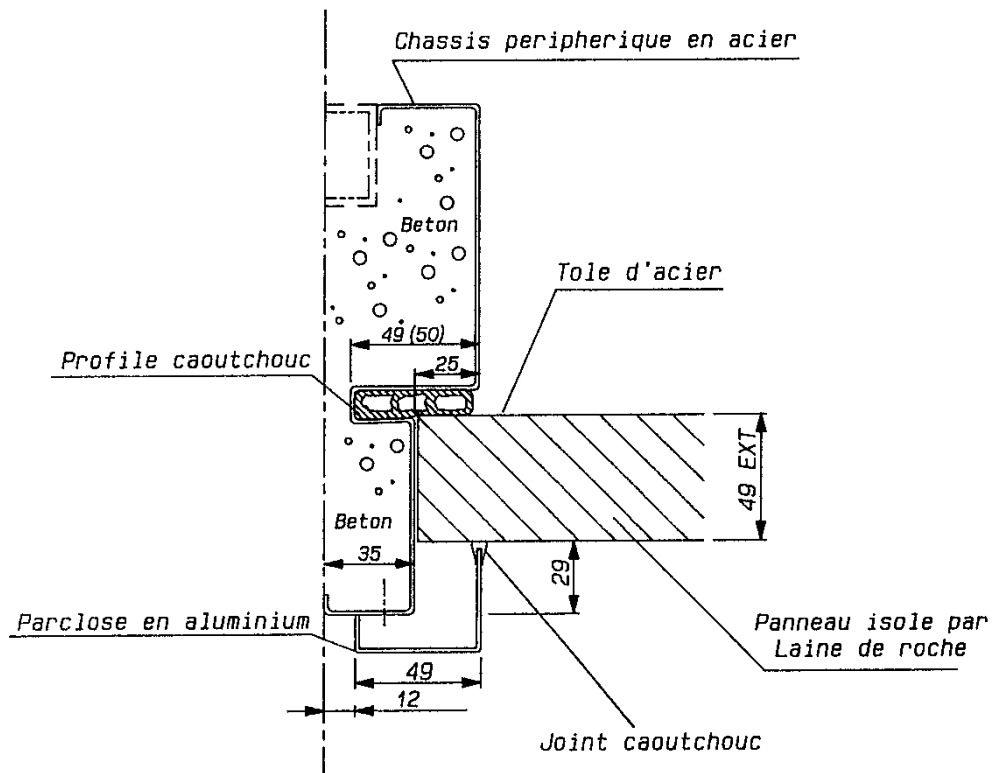 Chassis peripherique en acier
Beton
Tole d'acier
49 (50)
25
Profile caoutchouc
49 EXT
Beton
35
29
Parclose en aluminium
Panneau isole par
Laine de roche
49
12
Joint caoutchouc